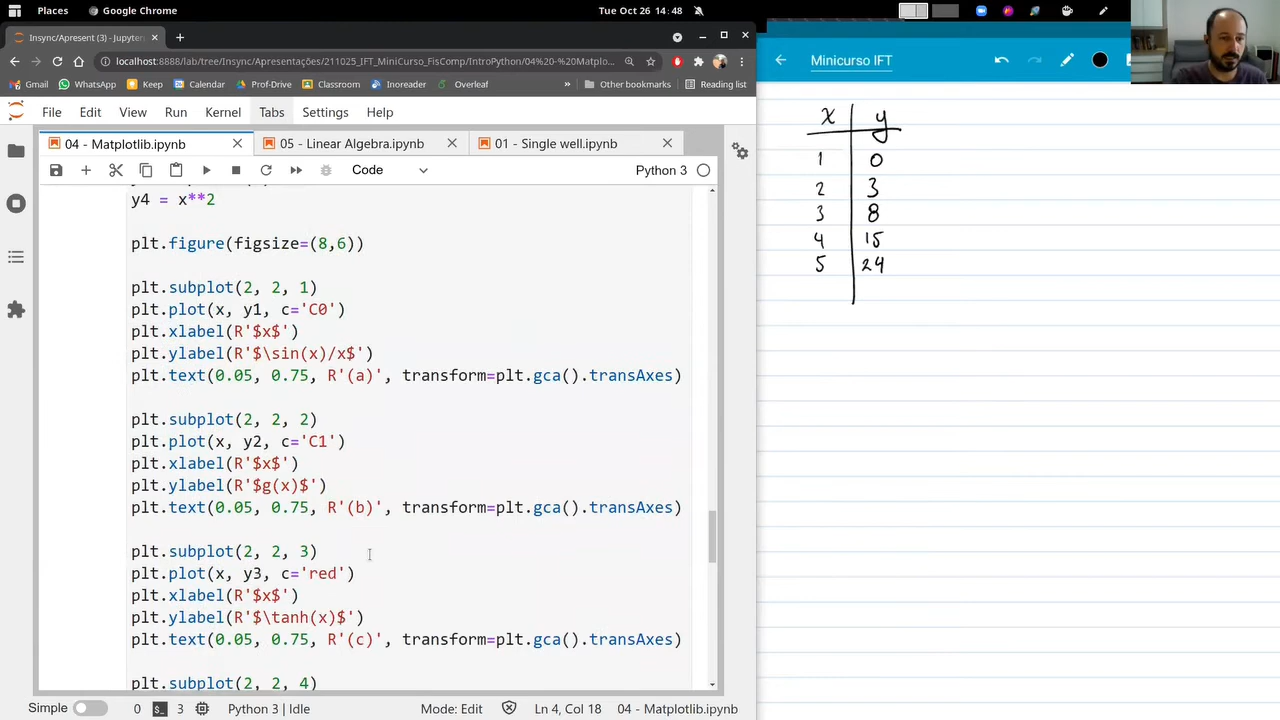 Places
Google Chrome
Tue Oct 26 14:48
Insync/Apresent (3) - Jupyter
localhost:8888/lab/tree/Insync/Apresentações/211025_IFT_MiniCurso_FisComp/IntroPython/04%20-%20Matplo...
Gmail WhatsApp Keep Calendar Prof-Drive Classroom Inoreader Overleaf Other bookmarks Reading list
File Edit View Run Kernel Tabs Settings Help
04 - Matplotlib.ipynb 05 - Linear Algebra.ipynb 01 - Single well.ipynb
Code Python 3
y4 = x**2
plt.figure(figsize=(8,6))
plt.subplot(2, 2, 1)
plt.plot(x, y1, c='C0')
plt.xlabel(R'$x$')
plt.ylabel(R'$\sin(x)/x$')
plt.text(0.05, 0.75, R'(a)', transform=plt.gca().transAxes)
plt.subplot(2, 2, 2)
plt.plot(x, y2, c='C1')
plt.xlabel(R'$x$')
plt.ylabel(R'$g(x)$')
plt.text(0.05, 0.75, R'(b)', transform=plt.gca().transAxes)
plt.subplot(2, 2, 3)
plt.plot(x, y3, c='red')
plt.xlabel(R'$x$')
plt.ylabel(R'$\tanh(x)$')
plt.text(0.05, 0.75, R'(c)', transform=plt.gca().transAxes)
plt.subplot(2, 2, 4)
Simple 0 3 Python 3 | Idle Mode: Edit Ln 4, Col 18 04 - Matplotlib.ipynb
Minicurso IFT
x y
1 0
2 3
3 8
4 15
5 24